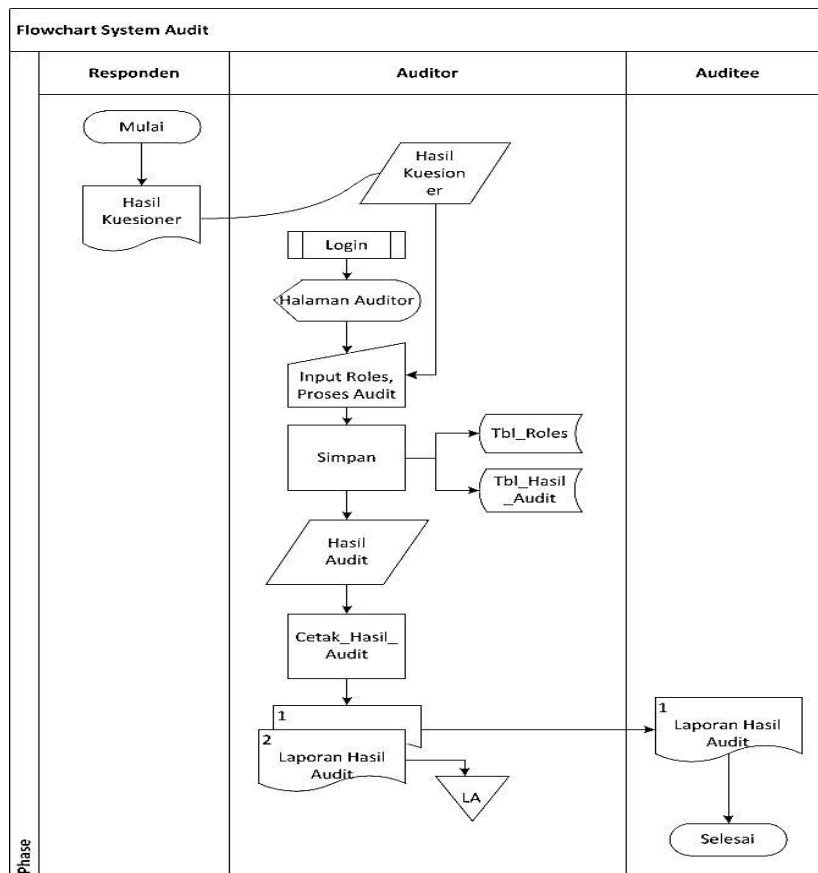 Flowchart System Audit
Responden
Auditor
Auditee
Mulai
Hasil
Kuesioner
Hasil
Kuesion
er
Login
Halaman Auditor
Input Roles,
Proses Audit
Simpan
Tbl_Roles
Tbl_Hasil
_Audit
Hasil
Audit
Cetak_Hasil_
Audit
1
2
Laporan Hasil
Audit
LA
1
Laporan Hasil
Audit
Selesai
Phase